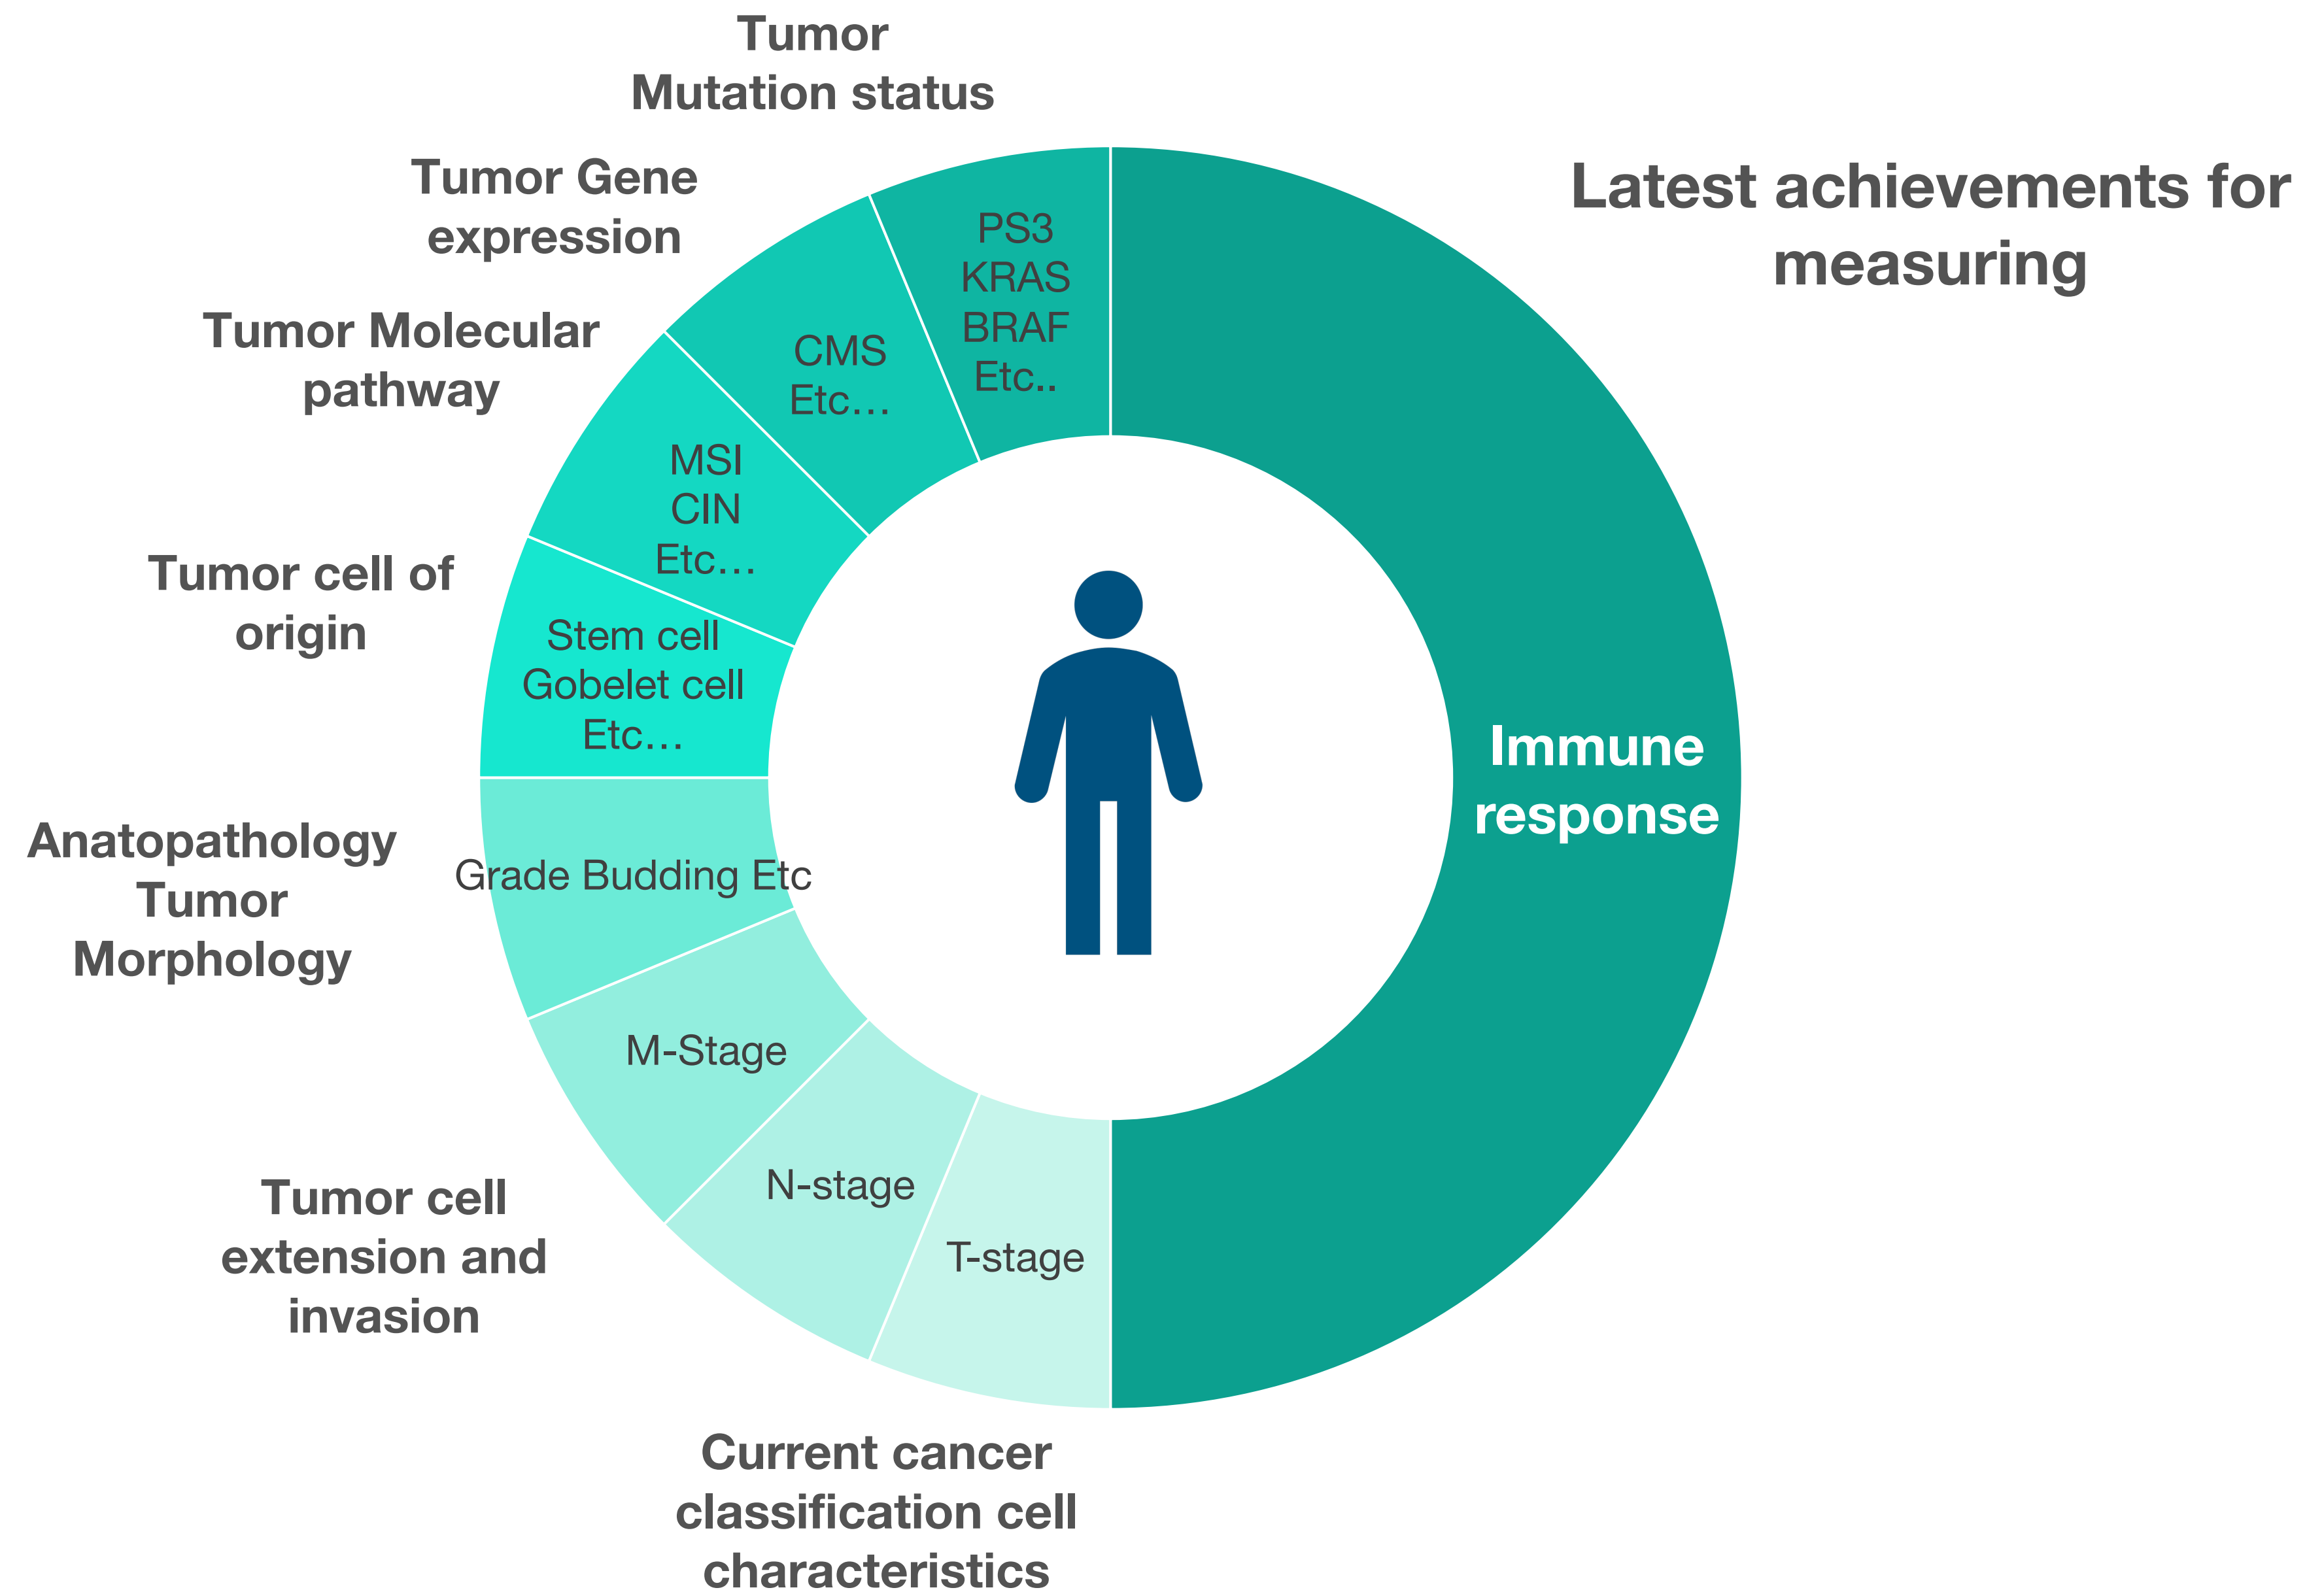 Tumor
Mutation status
Tumor Gene
expression
Tumor Molecular
pathway
Tumor cell of
origin
Anatopathology
Tumor
Morphology
Tumor cell
extension and
invasion
Current cancer
classification cell
characteristics
Latest achievements for
measuring
PS3
KRAS
BRAF
Etc..
CMS
Etc...
MSI
CIN
Etc...
Stem cell
Gobelet cell
Etc...
Grade Budding Etc
M-Stage
N-stage
T-stage
Immune
response